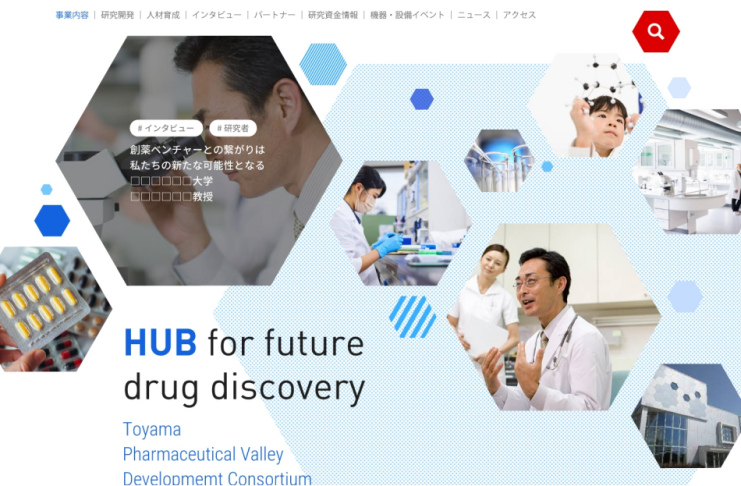 事業内容 | 研究開発 | 人材育成 | インタビュー | パートナー | 研究資金情報 | 機器・設備イベント | ニュース | アクセス
# インタビュー # 研究者
創薬ベンチャーとの繋がりは
私たちの新たな可能性となる
□□□□□□大学
□□□□□□教授
HUB for future
drug discovery
Toyama
Pharmaceutical Valley
Developmemt Consortium